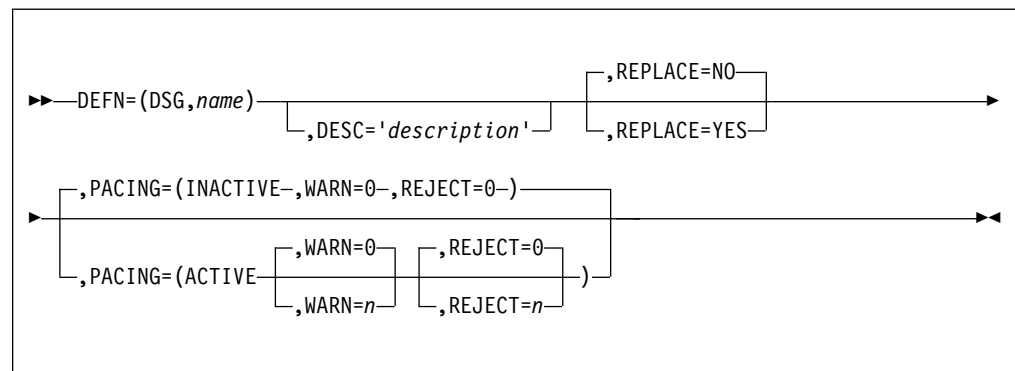 ,REPLACE=NO
DEFN=(DSG,name)
,DESC='description'
,REPLACE=YES
,PACING=(INACTIVE,WARN=0,REJECT=0)
,WARN=0 ,REJECT=0
,PACING=(ACTIVE )
,WARN=n ,REJECT=n